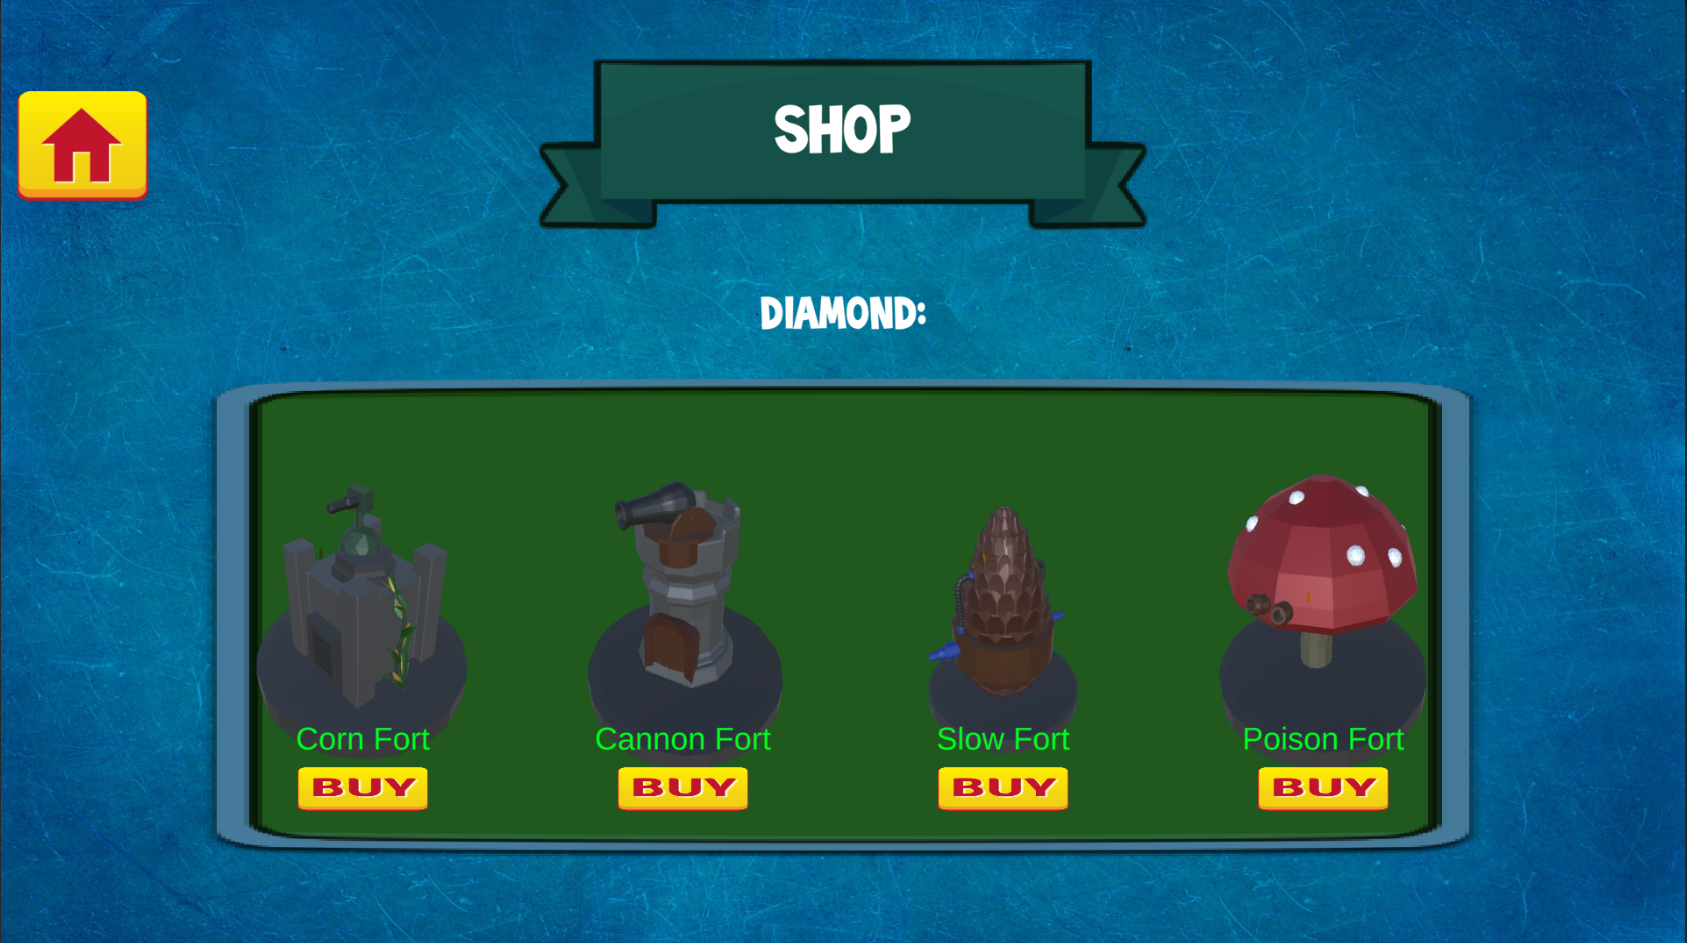 SHOP
DIAMOND:
Corn Fort
Cannon Fort
Slow Fort
Poison Fort
BUY
BUY
BUY
BUY